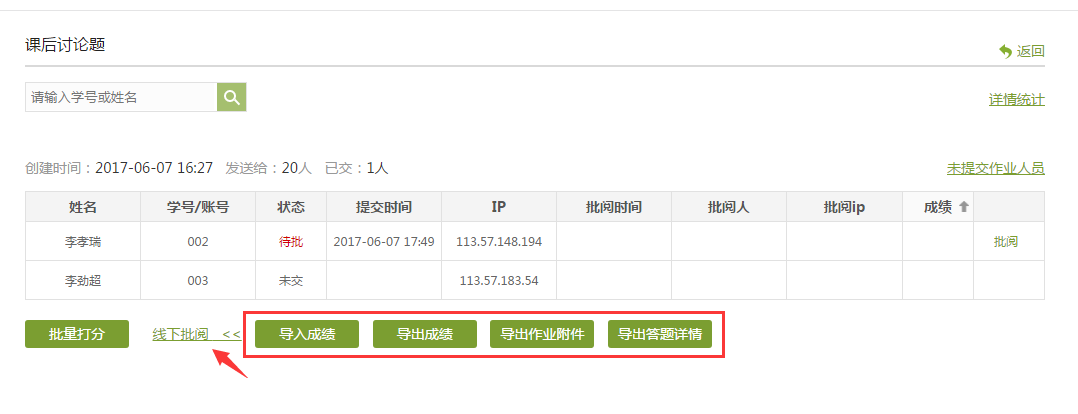 课后讨论题
返回
请输入学号或姓名
详情统计
创建时间：2017-06-07 16:27 发送给：20人 已交：1人
未提交作业人员
姓名 学号/账号 状态 提交时间 IP 批阅时间 批阅人 批阅ip 成绩
李孝瑞 002 待批 2017-06-07 17:49 113.57.148.194 批阅
李劲超 003 未交 113.57.183.54
批量打分 线下批阅 << 导入成绩 导出成绩 导出作业附件 导出答题详情